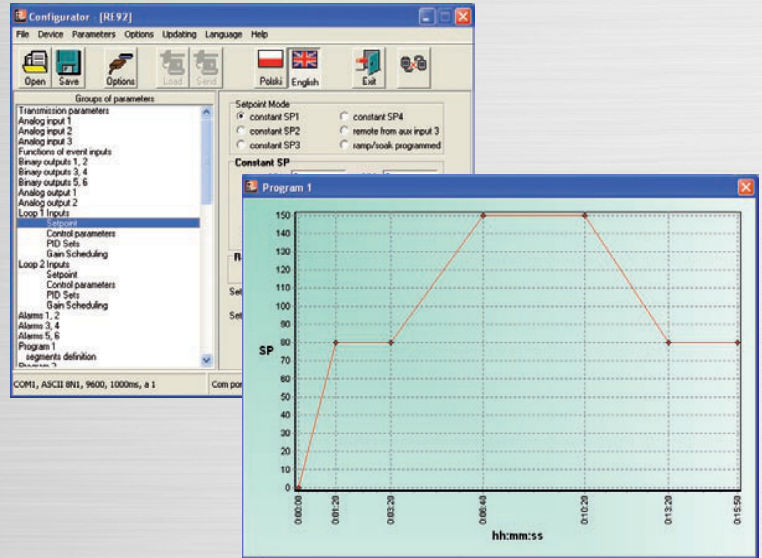 Configurator - [RE92]
File Device Parameters Options Updating Language Help
Open Save Options Load Send Polski English Exit
Groups of parameters
Transmission parameters
Analog input 1
Analog input 2
Analog input 3
Functions of event inputs
Binary outputs 1, 2
Binary outputs 3, 4
Binary outputs 5, 6
Analog output 1
Analog output 2
Loop 1 Inputs
Setpoint
Control parameters
PID Sets
Gain Scheduling
Loop 2 Inputs
Setpoint
Control parameters
PID Sets
Gain Scheduling
Alarms 1, 2
Alarms 3, 4
Alarms 5, 6
Program 1
segments definition
Program 2
COM1, ASCII 8N1, 9600, 1000ms, a 1
Com por
Setpoint Mode
constant SP1 constant SP4
constant SP2 remote from aux input 3
constant SP3 ramp/soak programmed
Constant SP
R
Set
Set
Program 1
150
140
130
120
110
100
90
80
70
60
50
40
30
20
10
0
SP
0:00:00 0:01:20 0:03:20 0:06:40 0:10:20 0:13:20 0:15:50
hh:mm:ss